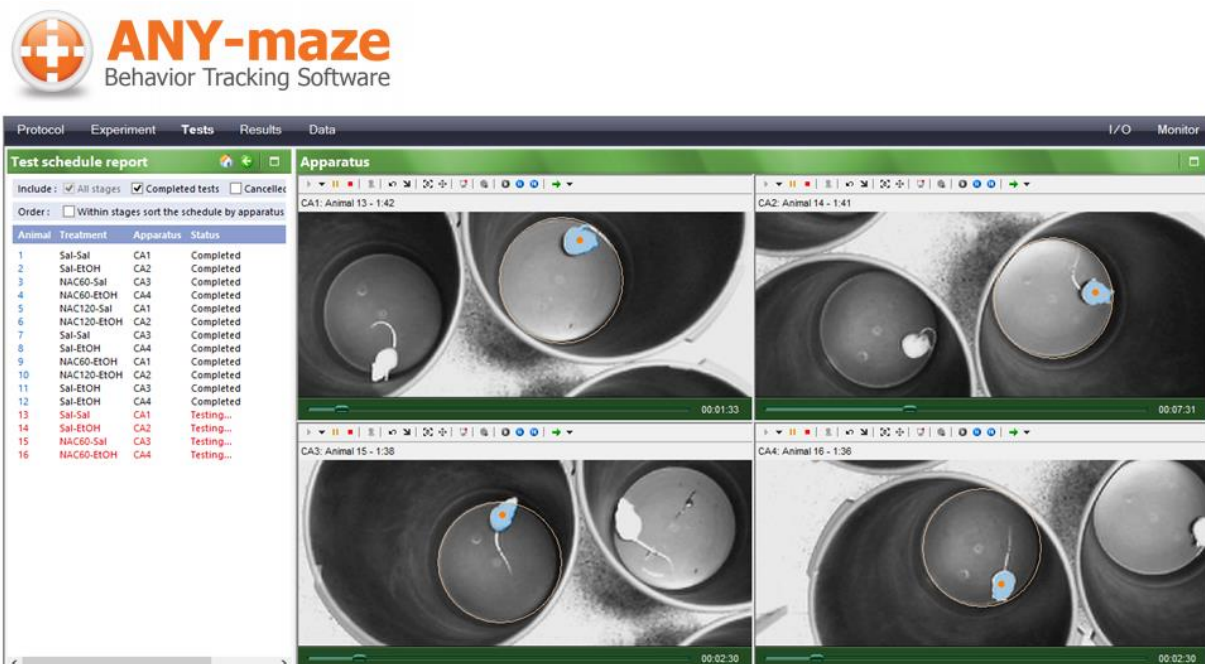 ANY-maze
Behavior Tracking Software
Protocol Experiment Tests Results Data I/O Monitor
Test schedule report
Include : All stages Completed tests Cancelled
Order : Within stages sort the schedule by apparatus
Animal Treatment Apparatus Status
1 Sal-Sal CA1 Completed
2 Sal-EtOH CA2 Completed
3 NAC60-Sal CA3 Completed
4 NAC60-EtOH CA4 Completed
5 NAC120-Sal CA1 Completed
6 NAC120-EtOH CA2 Completed
7 Sal-Sal CA3 Completed
8 Sal-EtOH CA4 Completed
9 NAC60-EtOH CA1 Completed
10 NAC120-EtOH CA2 Completed
11 Sal-EtOH CA3 Completed
12 Sal-EtOH CA4 Completed
13 Sal-Sal CA1 Testing...
14 Sal-EtOH CA2 Testing...
15 NAC60-Sal CA3 Testing...
16 NAC60-EtOH CA4 Testing...
Apparatus
CA1: Animal 13 - 1:42
00:01:33
CA2: Animal 14 - 1:41
00:07:31
CA3: Animal 15 - 1:38
00:02:30
CA4: Animal 16 - 1:36
00:02:30